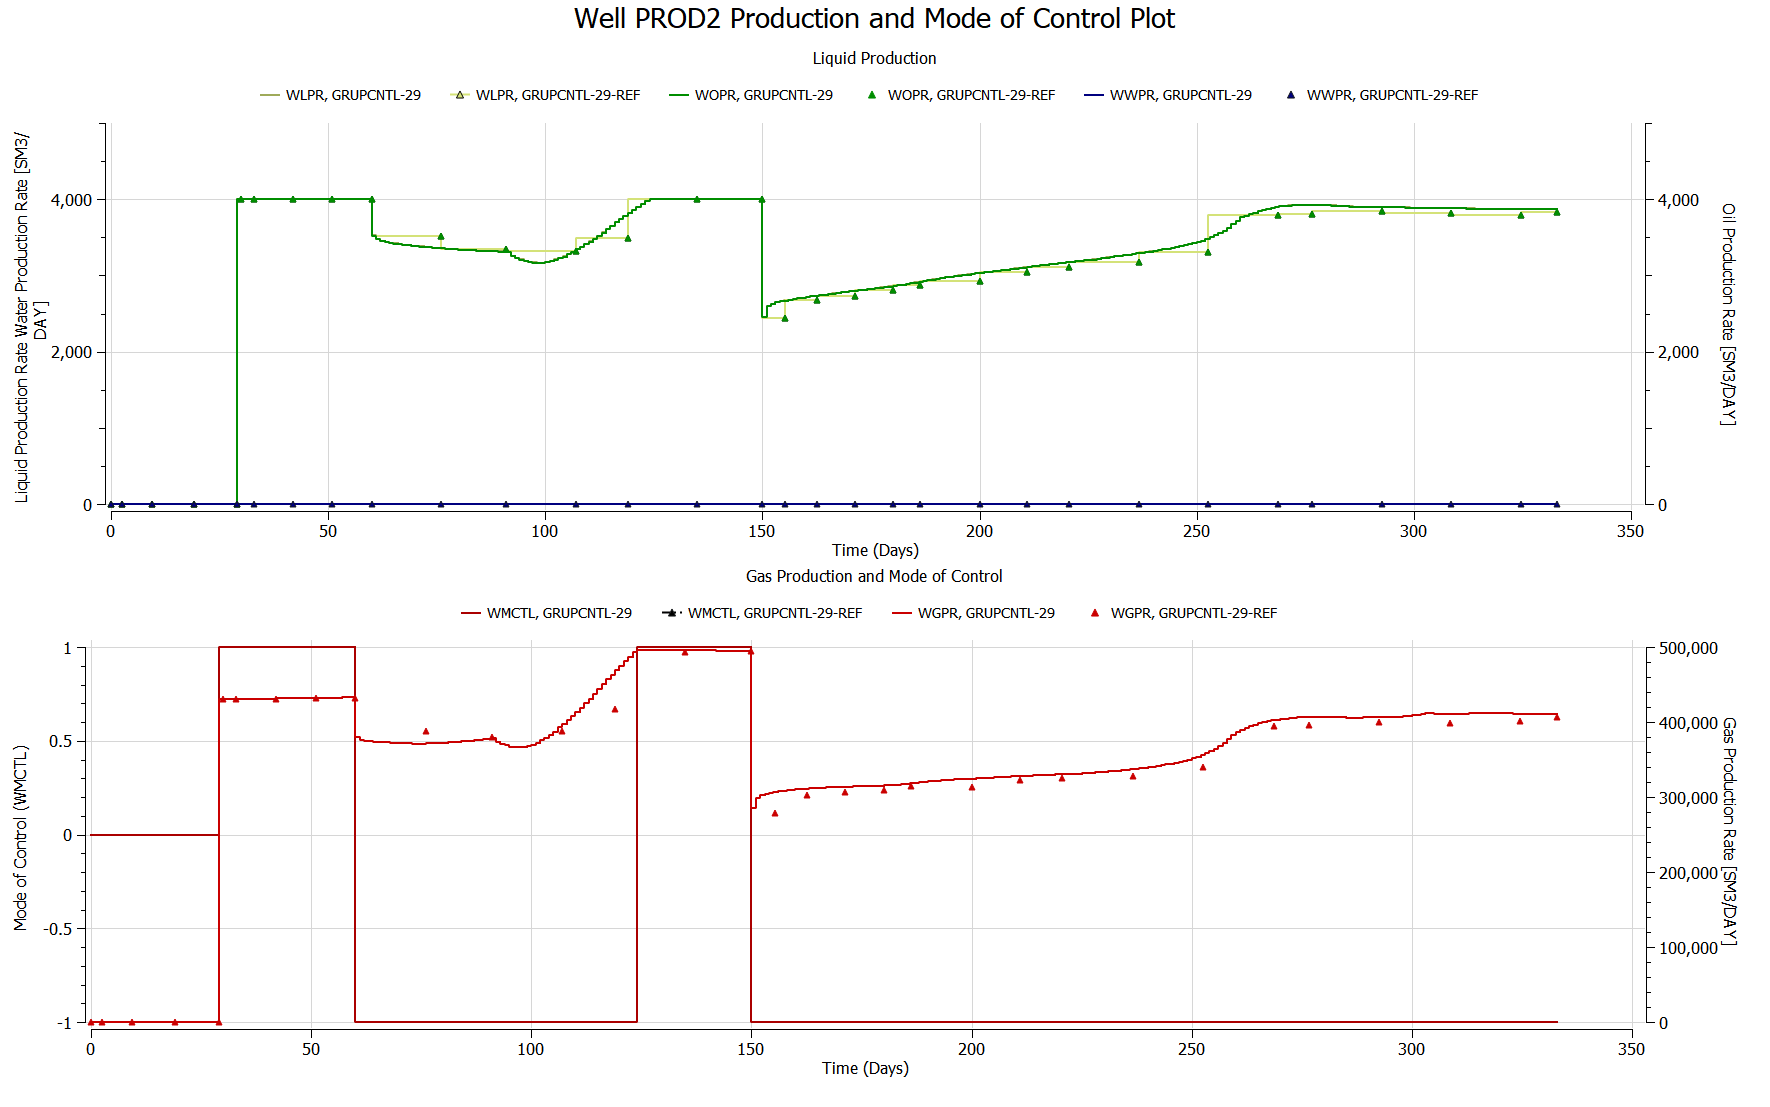 Well PROD2 Production and Mode of Control Plot
Liquid Production
WLPR, GRUPCNTL-29 WLPR, GRUPCNTL-29-REF WOPR, GRUPCNTL-29 WOPR, GRUPCNTL-29-REF WWPR, GRUPCNTL-29 WWPR, GRUPCNTL-29-REF
Liquid Production Rate Water Production Rate [SM3/
DAY]
4,000
2,000
0
4,000
2,000
0
Oil Production Rate [SM3/DAY]
0 50 100 150 200 250 300 350
Time (Days)
Gas Production and Mode of Control
WMCTL, GRUPCNTL-29 WMCTL, GRUPCNTL-29-REF WGPR, GRUPCNTL-29 WGPR, GRUPCNTL-29-REF
Mode of Control (WMCTL)
1
0.5
0
-0.5
-1
500,000
400,000
300,000
200,000
100,000
0
Gas Production Rate [SM3/DAY]
0 50 100 150 200 250 300 350
Time (Days)